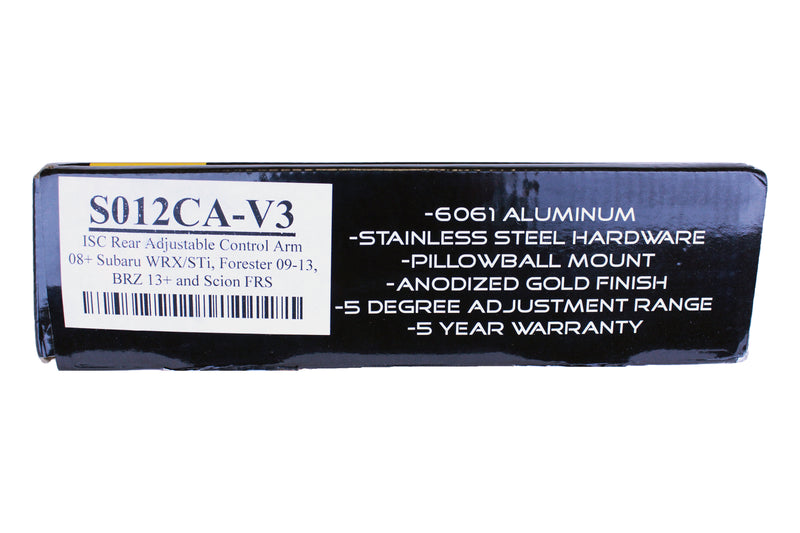 S012CA-V3
ISC Rear Adjustable Control Arm
08+ Subaru WRX/STi, Forester 09-13,
BRZ 13+ and Scion FRS
-6061 ALUMINUM
-STAINLESS STEEL HARDWARE
-PILLOWBALL MOUNT
-ANODIZED GOLD FINISH
-5 DEGREE ADJUSTMENT RANGE
-5 YEAR WARRANTY